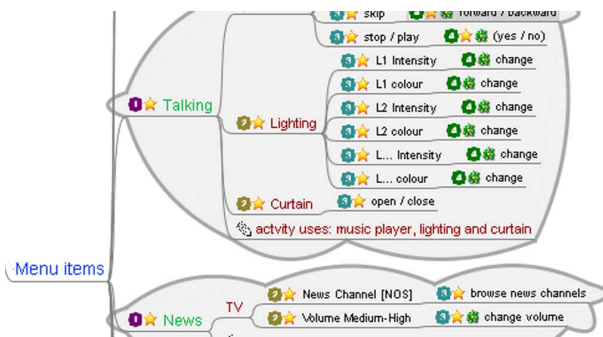 skip forward / backward
stop / play (yes / no)
L1 Intensity change
L1 colour change
Talking
L2 Intensity change
Lighting
L2 colour change
L... Intensity change
L... colour change
Curtain open / close
actvity uses: music player, lighting and curtain
Menu items
News Channel [NOS] browse news channels
TV
News
Volume Medium-High change volume